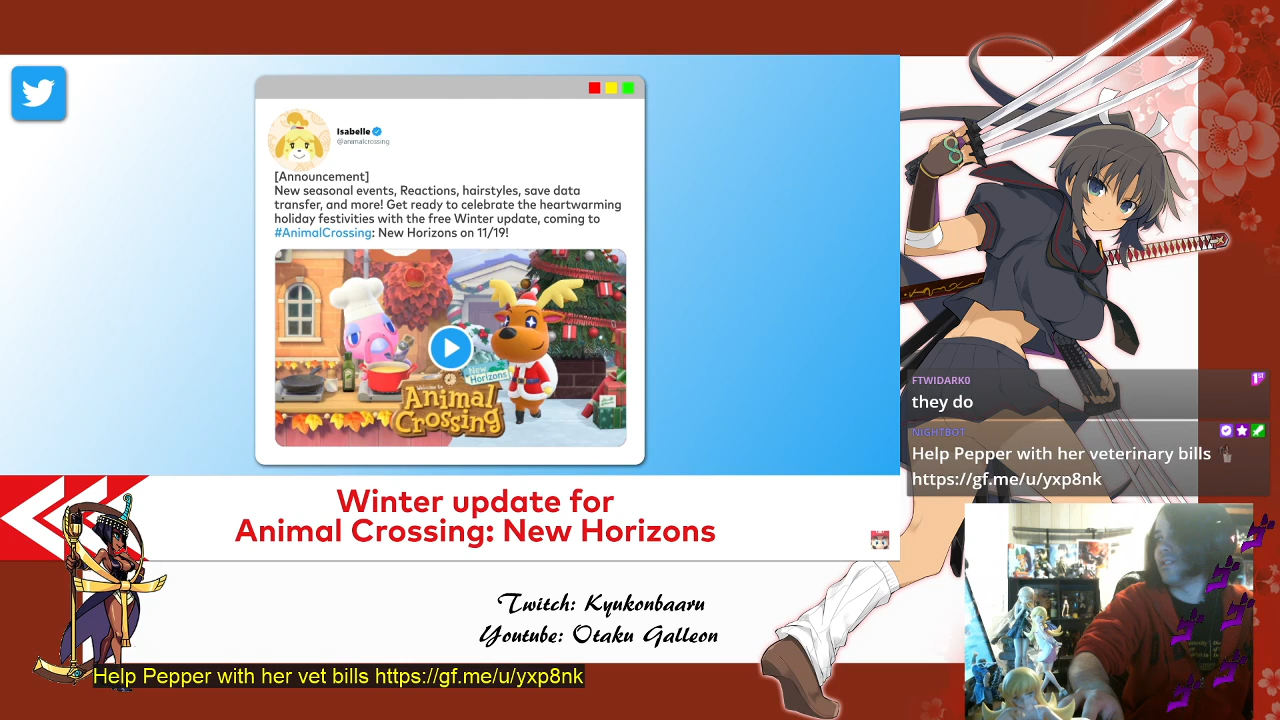 Isabelle
@animalcrossing
[Announcement]
New seasonal events, Reactions, hairstyles, save data
transfer, and more! Get ready to celebrate the heartwarming
holiday festivities with the free Winter update, coming to
#AnimalCrossing: New Horizons on 11/19!
New
Horizons
Welcome to
Animal
Crossing
Winter update for
Animal Crossing: New Horizons
Twitch: Kyukonbaaru
Youtube: Otaku Galleon
Help Pepper with her vet bills https://gf.me/u/yxp8nk
FTWIDARK0
1ST
they do
NIGHTBOT
Help Pepper with her veterinary bills
https://gf.me/u/yxp8nk